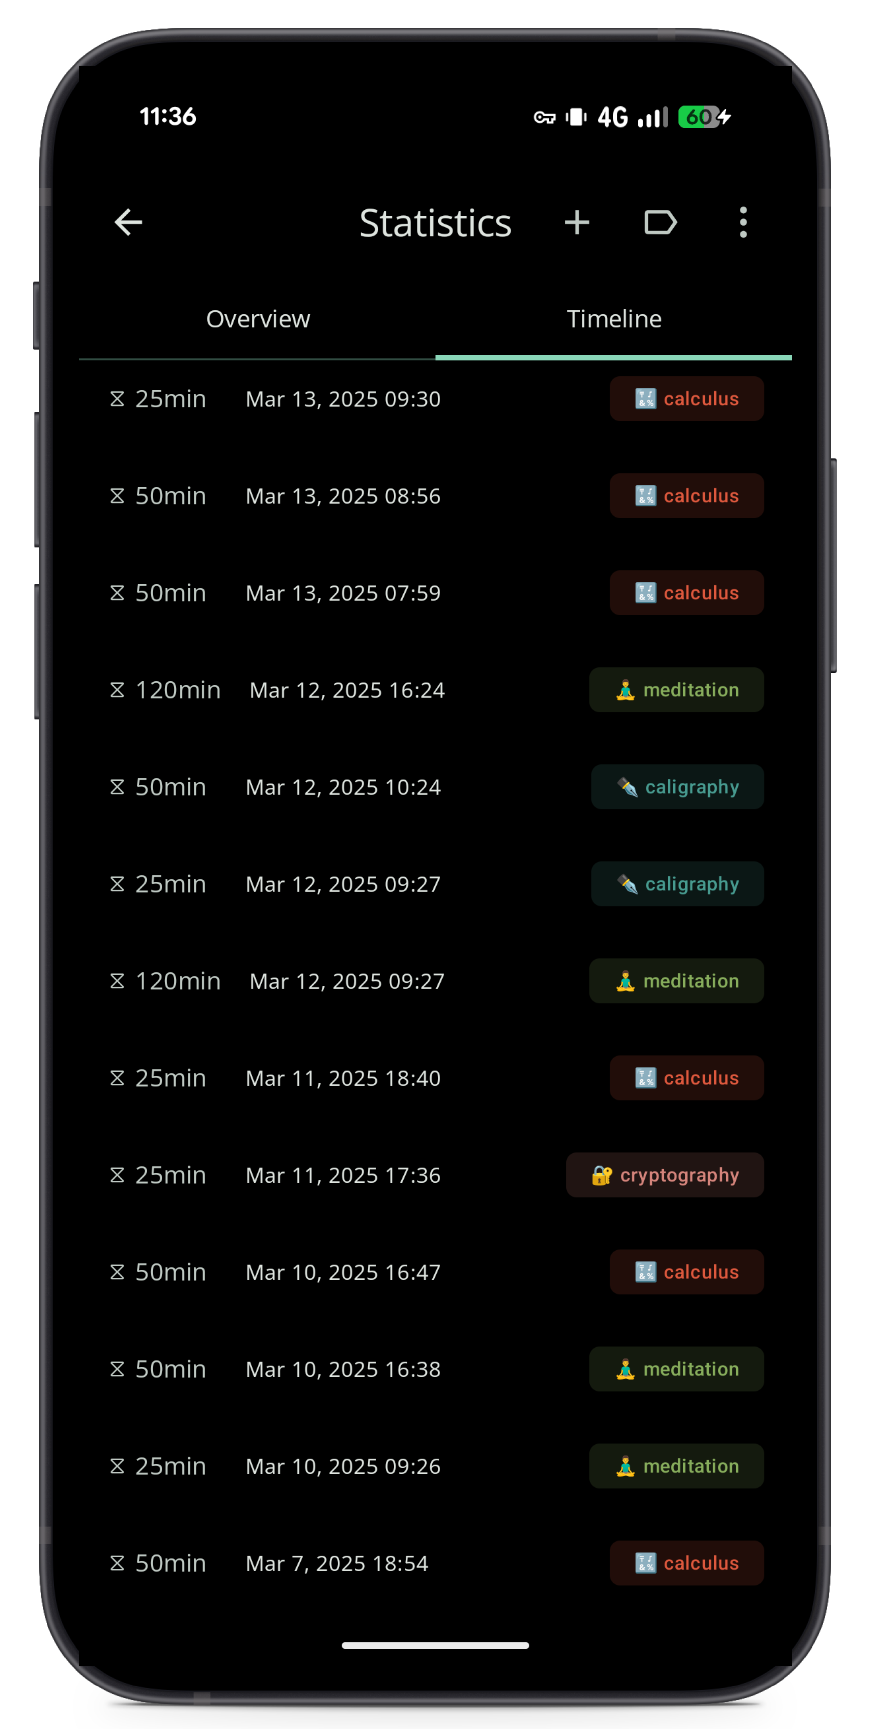 11:36 4G 60
Statistics
Overview Timeline
25min Mar 13, 2025 09:30 calculus
50min Mar 13, 2025 08:56 calculus
50min Mar 13, 2025 07:59 calculus
120min Mar 12, 2025 16:24 meditation
50min Mar 12, 2025 10:24 caligraphy
25min Mar 12, 2025 09:27 caligraphy
120min Mar 12, 2025 09:27 meditation
25min Mar 11, 2025 18:40 calculus
25min Mar 11, 2025 17:36 cryptography
50min Mar 10, 2025 16:47 calculus
50min Mar 10, 2025 16:38 meditation
25min Mar 10, 2025 09:26 meditation
50min Mar 7, 2025 18:54 calculus